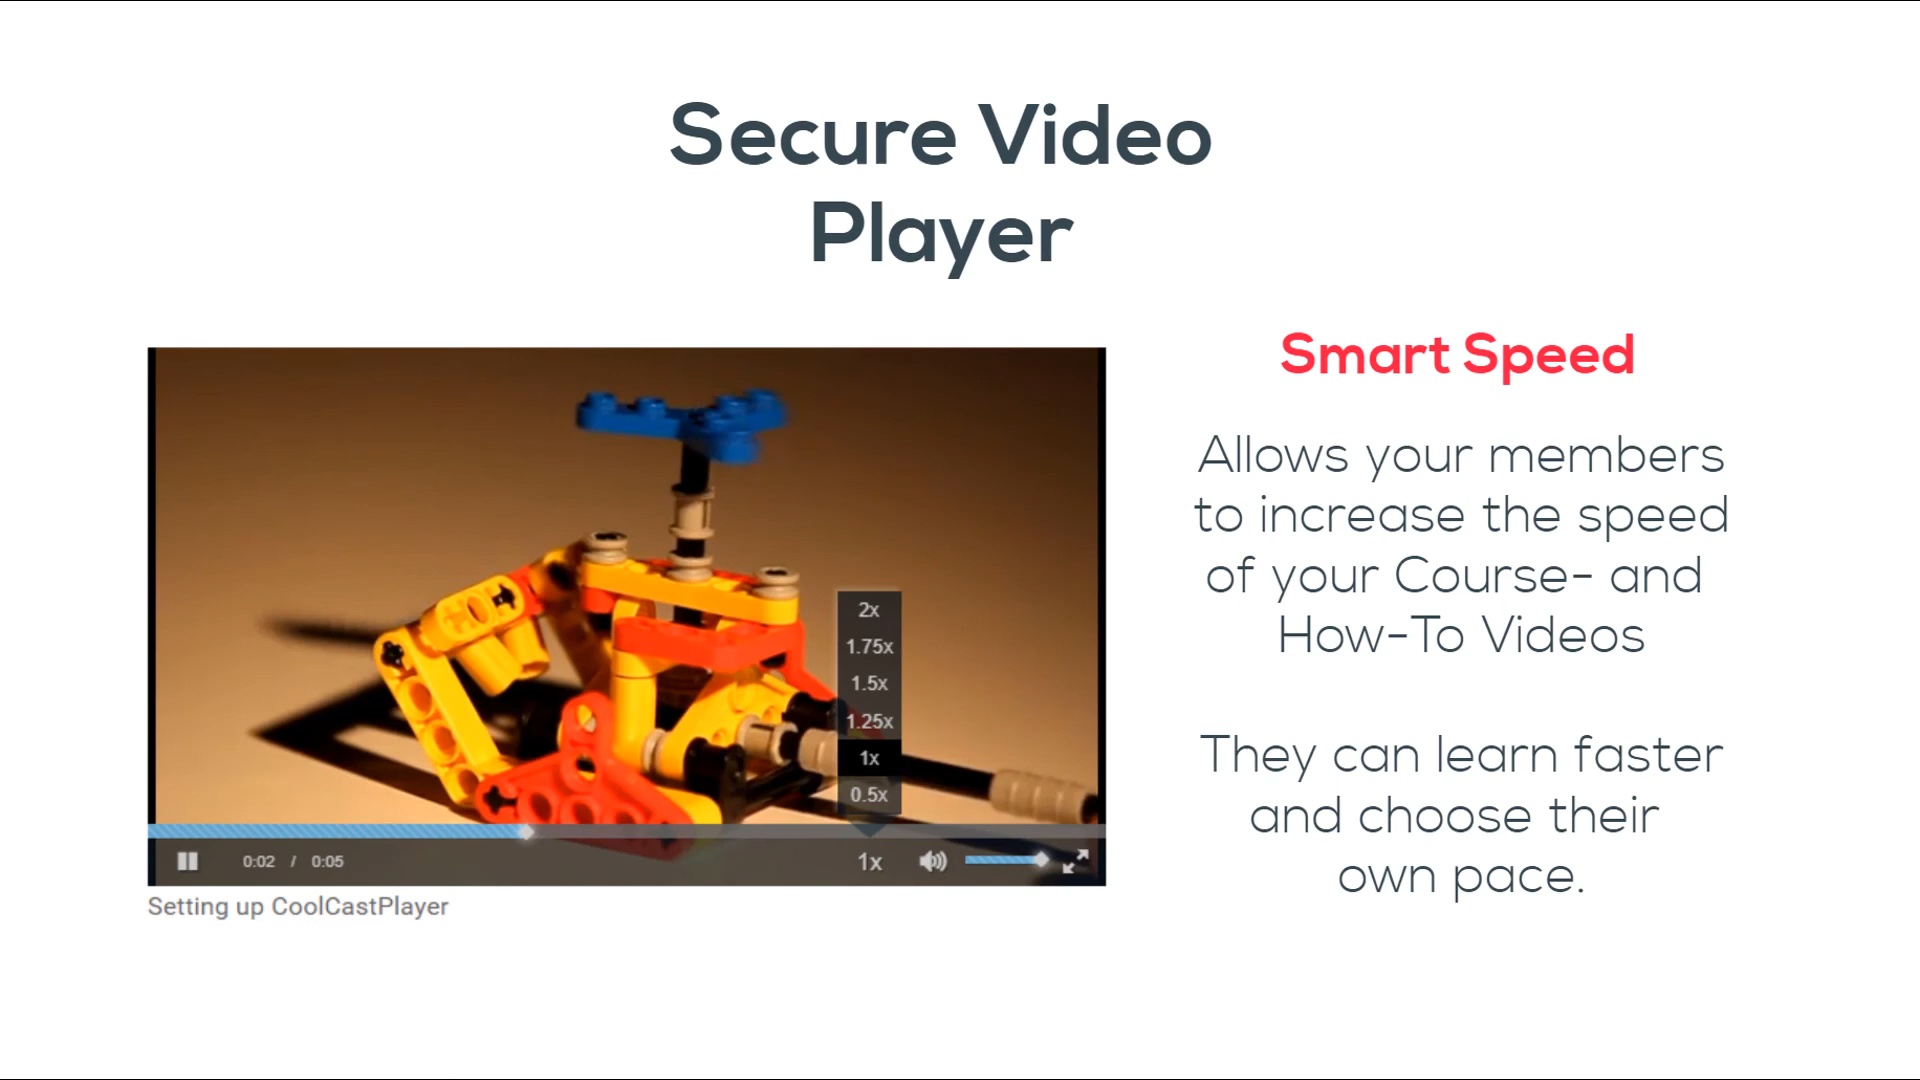 Secure Video
Player
Smart Speed
Allows your members
to increase the speed
of your Course- and
How-To Videos
They can learn faster
and choose their
own pace.
2x
1.75x
1.5x
1.25x
1x
0.5x
0:02 / 0:05
1x
Setting up CoolCastPlayer